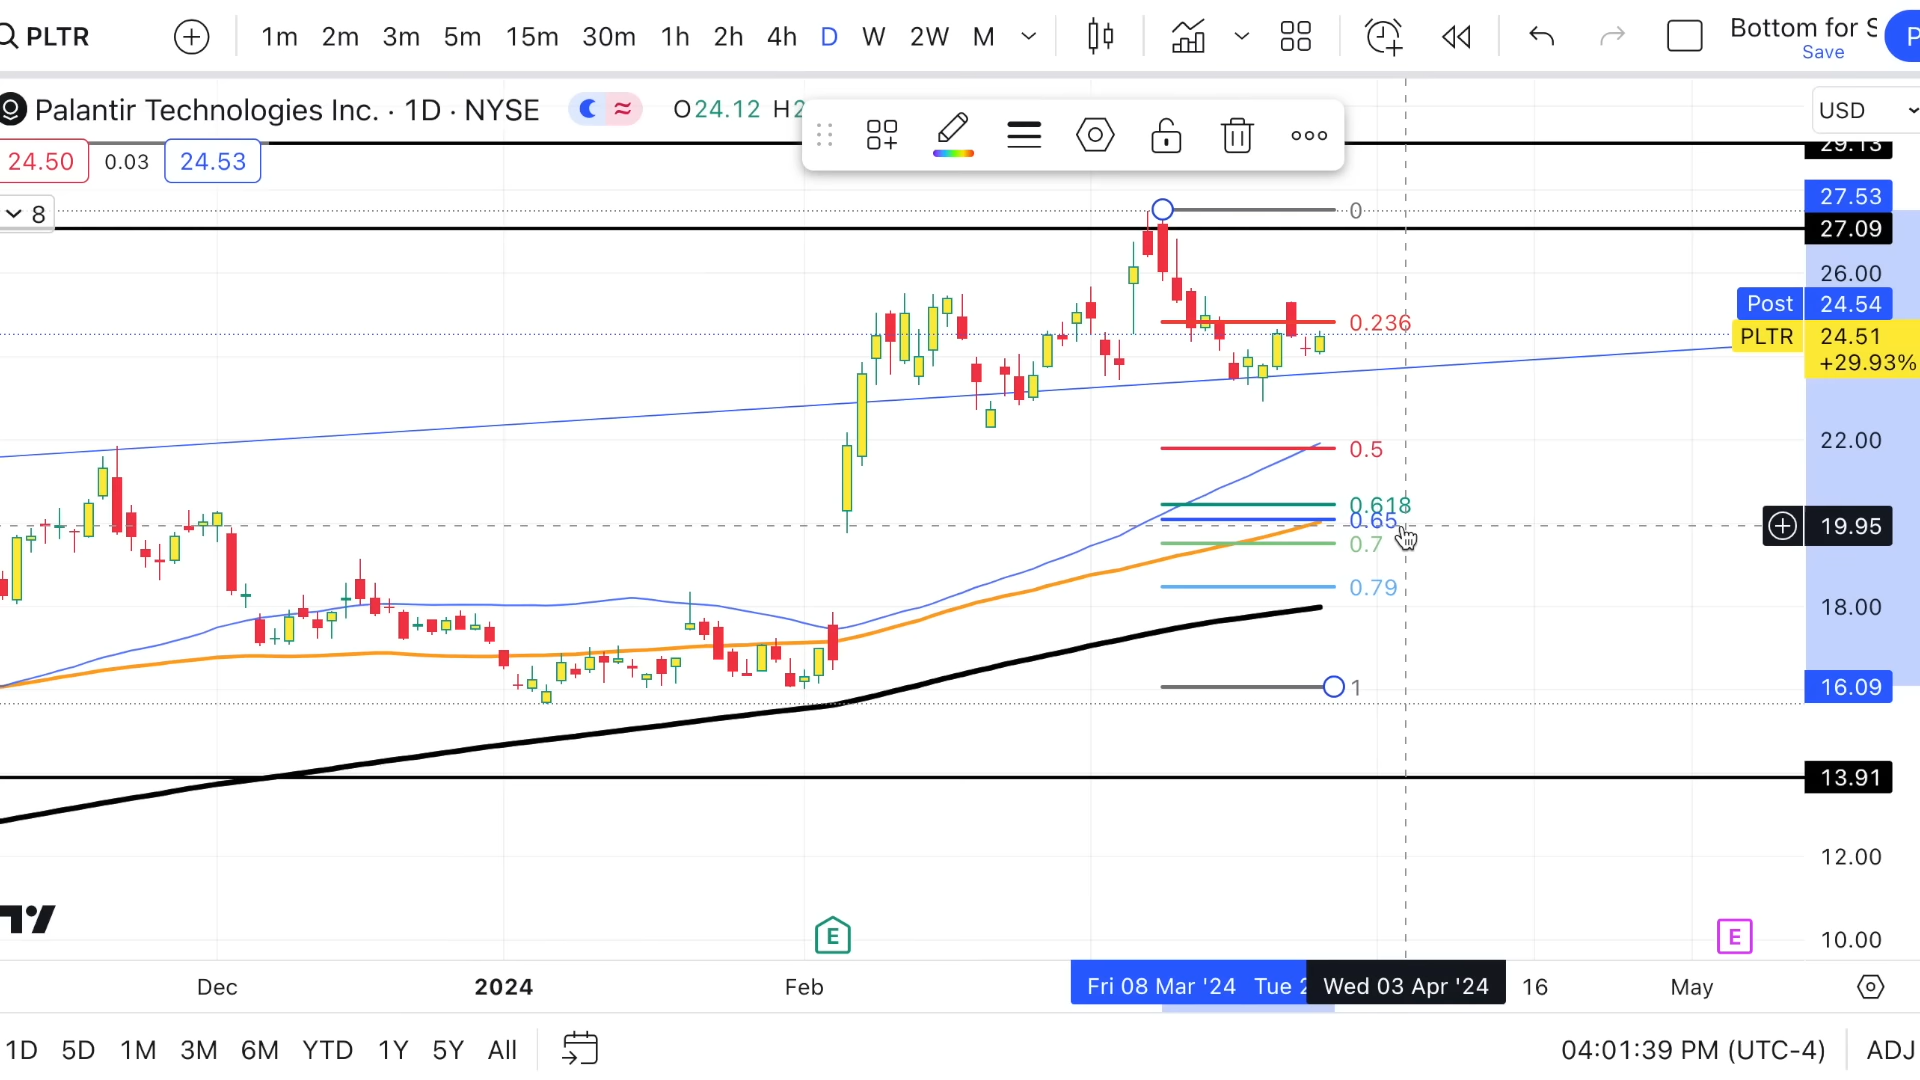 PLTR 1m 2m 3m 5m 15m 30m 1h 2h 4h D W 2W M Bottom for S
Save
P
Palantir Technologies Inc. · 1D · NYSE O24.12 H2
USD
24.50 0.03 24.53
29.13
8
27.53
0
27.09
26.00
Post 24.54
0.236
PLTR 24.51
+29.93%
22.00
0.5
0.618
0.65
19.95
0.7
0.79
18.00
16.09
1
13.91
12.00
E
E
10.00
Dec 2024 Feb Fri 08 Mar '24 Tue 2 Wed 03 Apr '24 16 May
1D 5D 1M 3M 6M YTD 1Y 5Y All 04:01:39 PM (UTC-4) ADJ